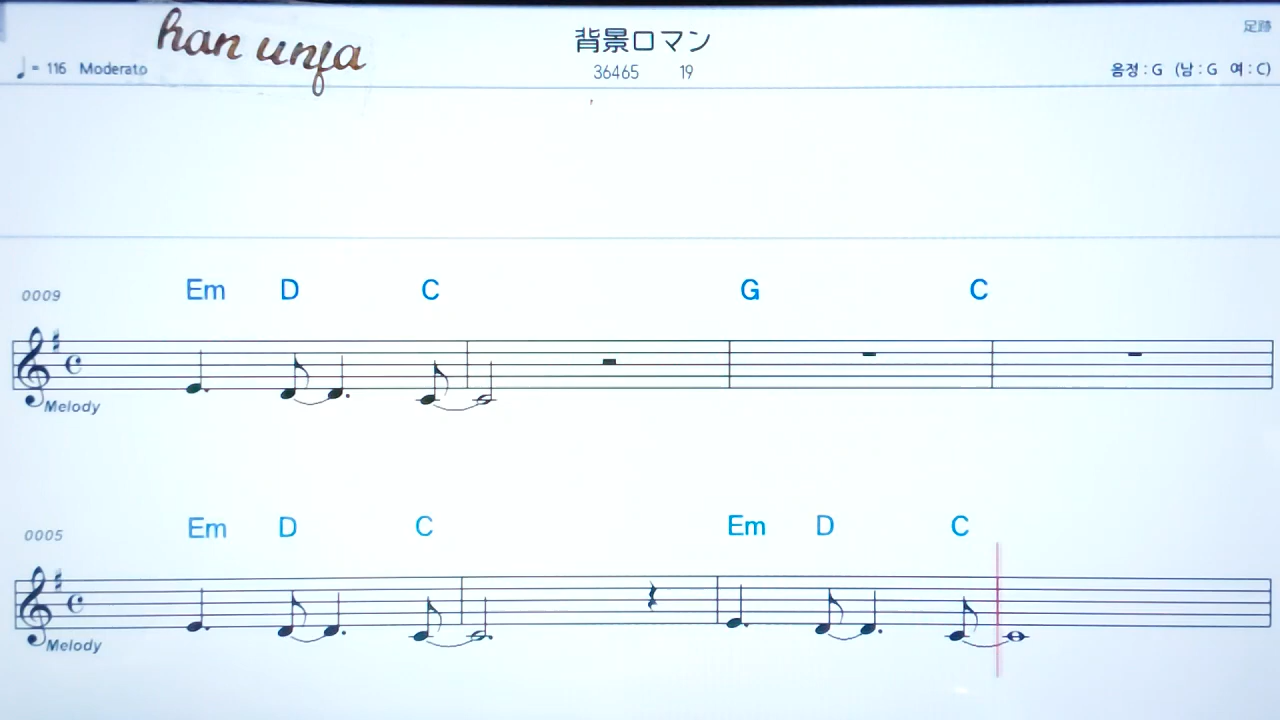 han unfa
背景ロマン
足跡
♩= 116 Moderato
36465 19
음정 : G (남 : G 여 : C)
0009
Em D C G C
Melody
0005
Em D C Em D C
Melody